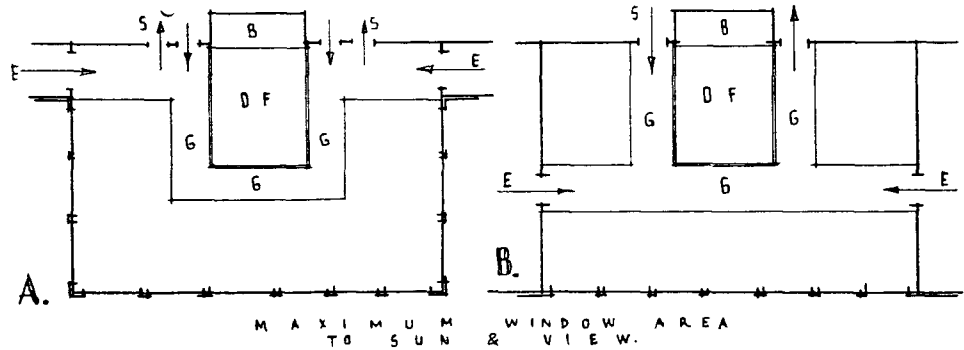 S S
B
E E
D F
G G
G
A.
S
B
D F
G G
E G E
B.
MAXIMUM WINDOW AREA
TO SUN & VIEW.